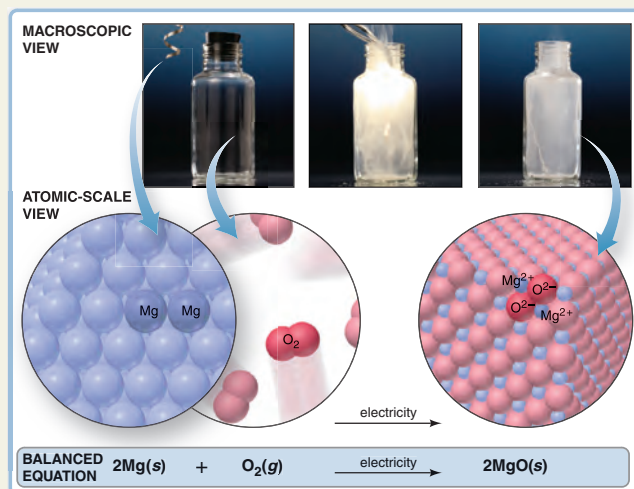 MACROSCOPIC
VIEW
ATOMIC-SCALE
VIEW
Mg Mg
O₂
Mg²⁺
O²⁻
O²⁻
Mg²⁺
electricity
BALANCED
EQUATION
2Mg(s) + O₂(g) electricity 2MgO(s)